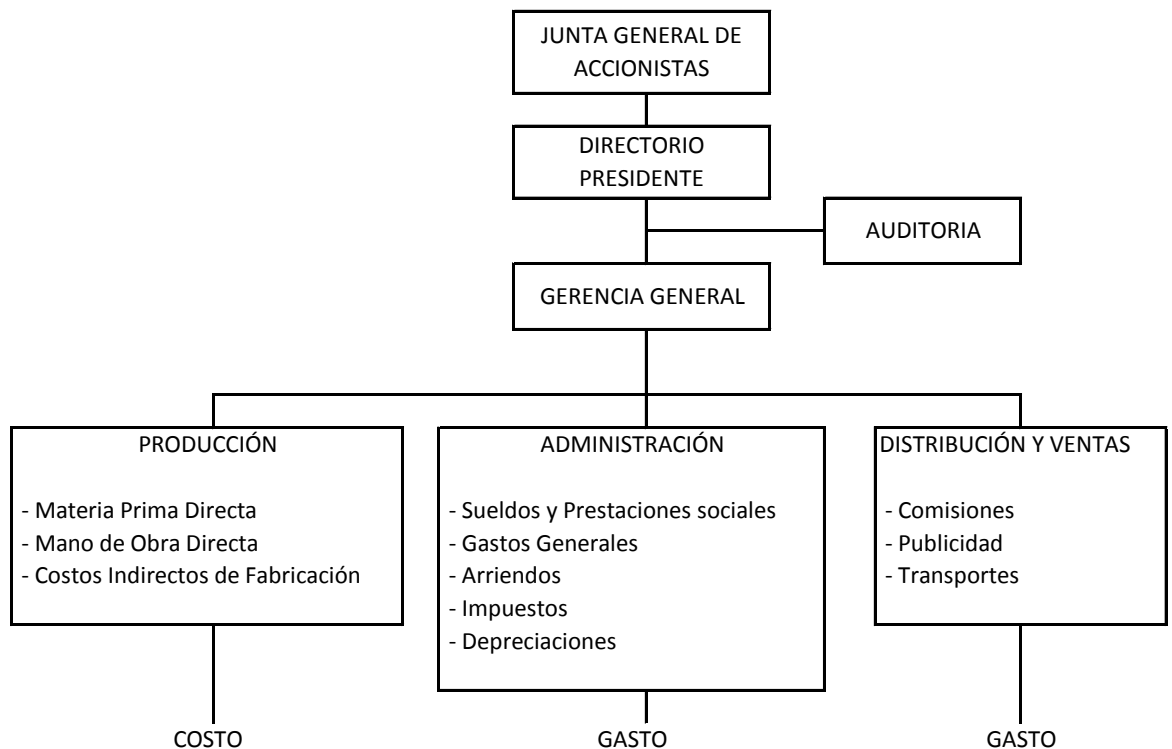 JUNTA GENERAL DE
ACCIONISTAS
DIRECTORIO
PRESIDENTE
AUDITORIA
GERENCIA GENERAL
PRODUCCIÓN
- Materia Prima Directa
- Mano de Obra Directa
- Costos Indirectos de Fabricación
ADMINISTRACIÓN
- Sueldos y Prestaciones sociales
- Gastos Generales
- Arriendos
- Impuestos
- Depreciaciones
DISTRIBUCIÓN Y VENTAS
- Comisiones
- Publicidad
- Transportes
COSTO
GASTO
GASTO